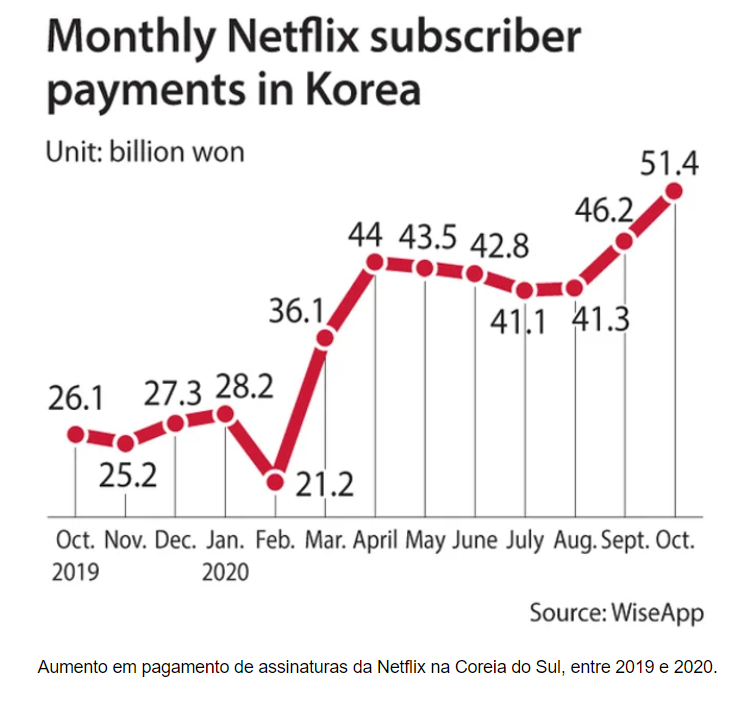 Monthly Netflix subscriber
payments in Korea
Unit: billion won
51.4
46.2
44 43.5 42.8
36.1
41.1 41.3
26.1 27.3 28.2
25.2 21.2
Oct. Nov. Dec. Jan. Feb. Mar. April May June July Aug. Sept. Oct.
2019 2020
Source: WiseApp
Aumento em pagamento de assinaturas da Netflix na Coreia do Sul, entre 2019 e 2020.